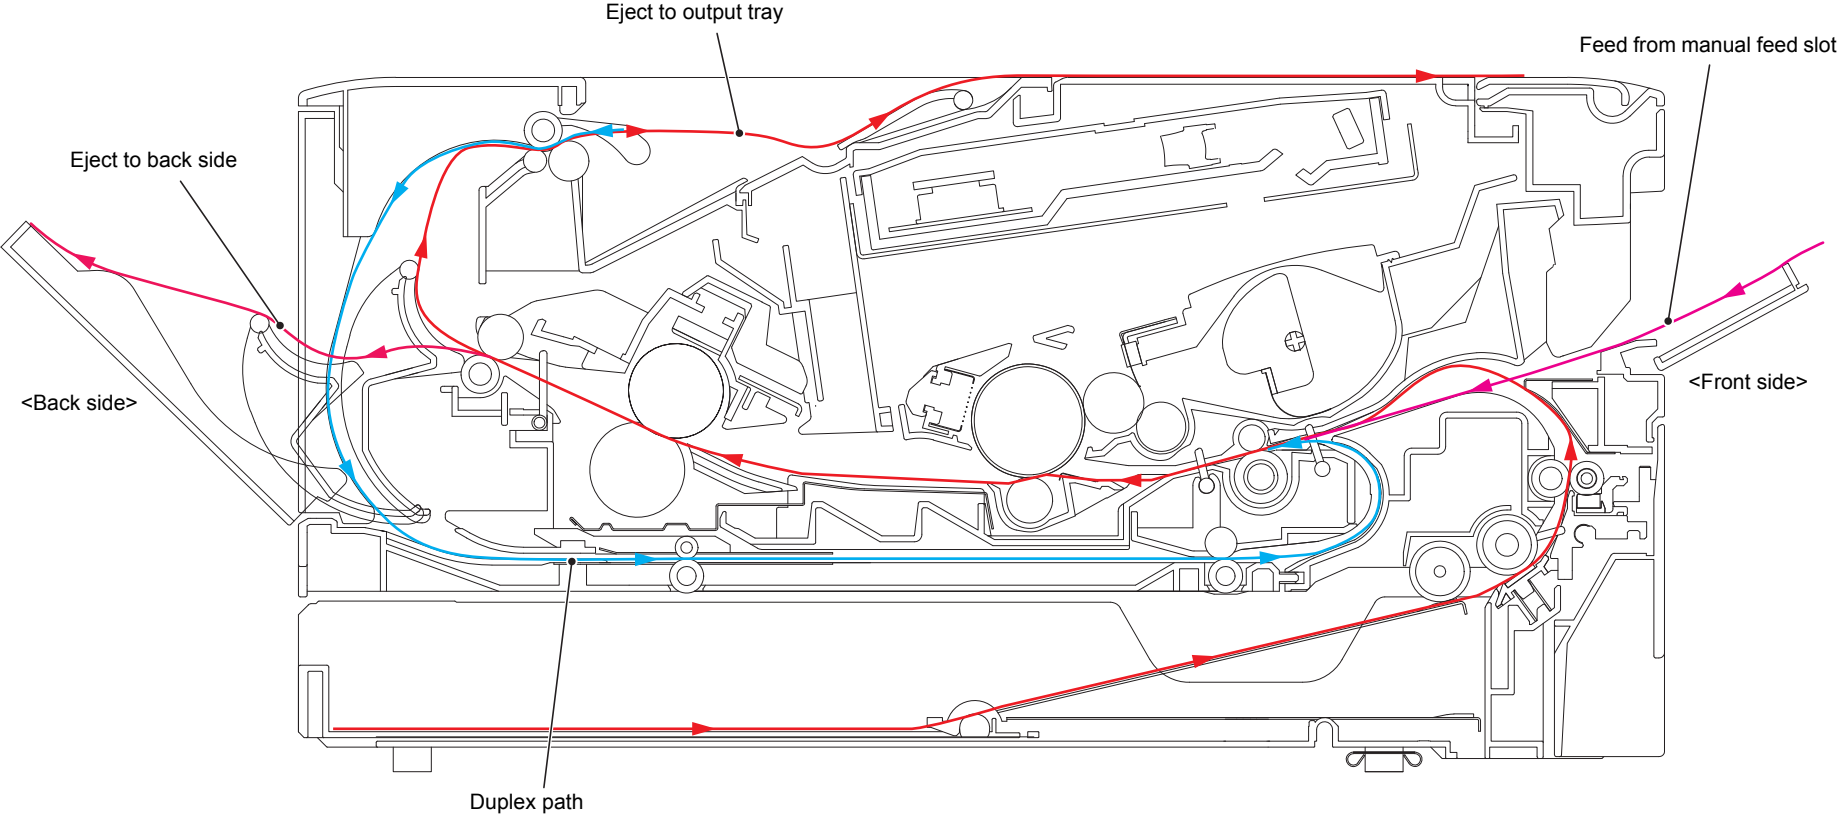 Eject to output tray
Feed from manual feed slot
Eject to back side
<Back side>
<Front side>
Duplex path